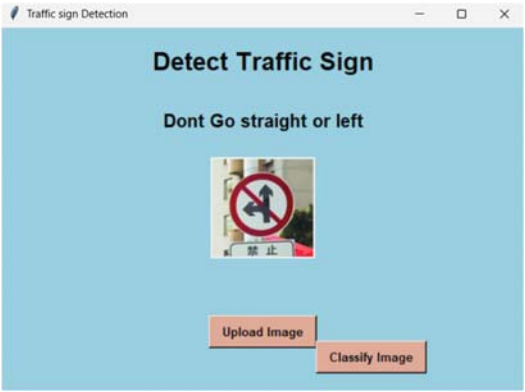 Traffic sign Detection
Detect Traffic Sign
Dont Go straight or left
禁 止
Upload Image
Classify Image